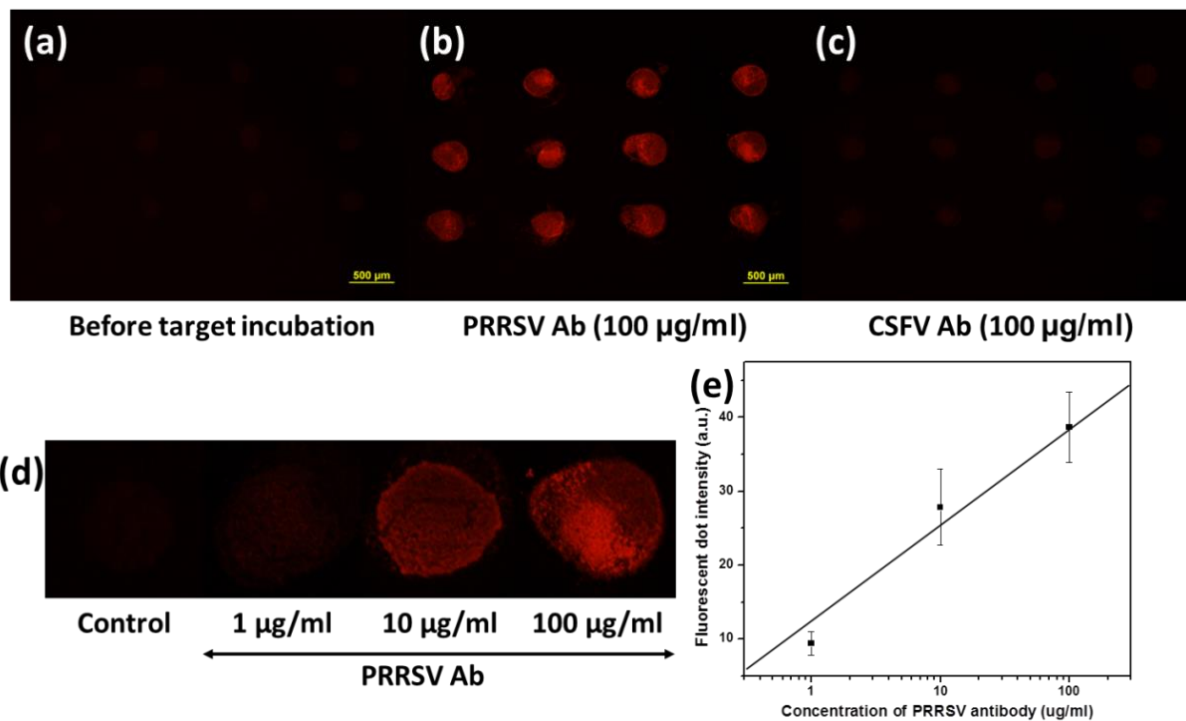 (a)
(b)
(c)
500 µm
500 µm
Before target incubation
PRRSV Ab (100 µg/ml)
CSFV Ab (100 µg/ml)
(d)
Control
1 µg/ml
10 µg/ml
100 µg/ml
PRRSV Ab
(e)
Fluorescent dot intensity (a.u.)
40
30
20
10
1
10
100
Concentration of PRRSV antibody (ug/ml)